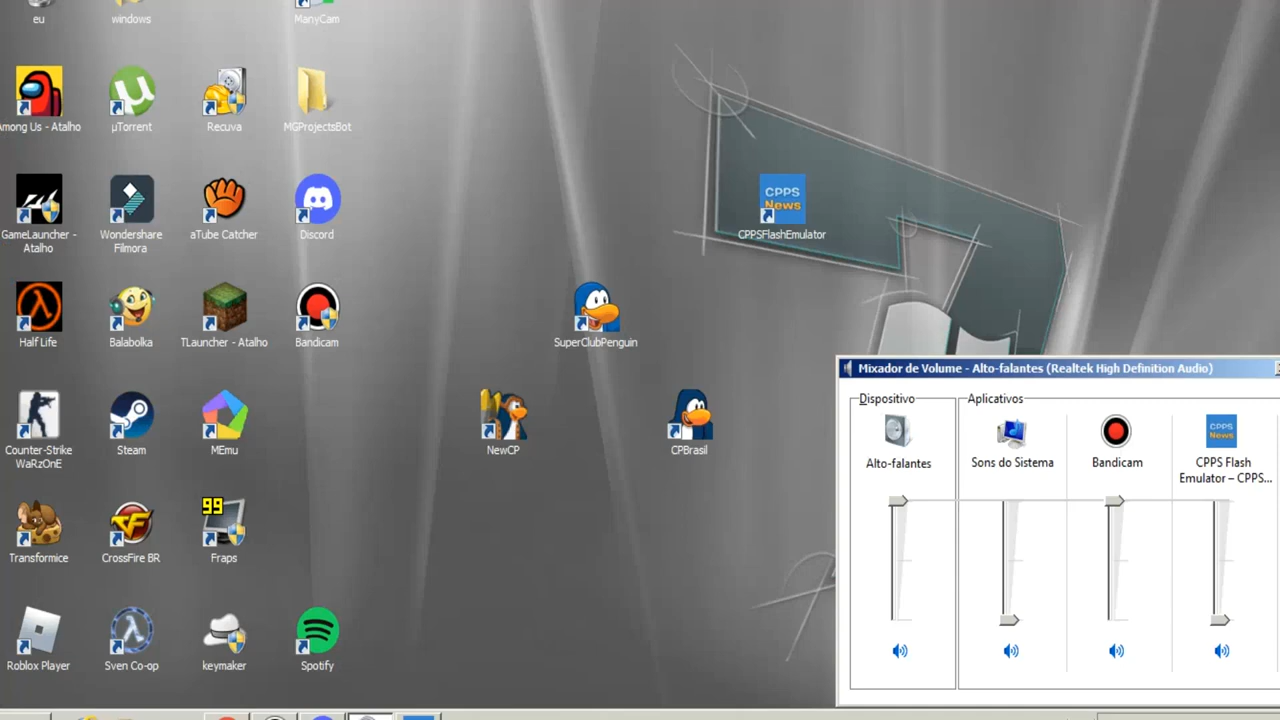 eu
windows
ManyCam
Among Us - Atalho
µTorrent
Recuva
MGProjectsBot
GameLauncher -
Atalho
Wondershare
Filmora
aTube Catcher
Discord
CPPS
News
CPPSFlashEmulator
Half Life
Balabolka
TLauncher - Atalho
Bandicam
SuperClubPenguin
Counter-Strike
WaRzOnE
Steam
MEmu
NewCP
CPBrasil
Transformice
CrossFire BR
99
Fraps
Roblox Player
Sven Co-op
keymaker
Spotify
Mixador de Volume - Alto-falantes (Realtek High Definition Audio)
Dispositivo
Aplicativos
CPPS
News
Alto-falantes
Sons do Sistema
Bandicam
CPPS Flash
Emulator – CPPS...